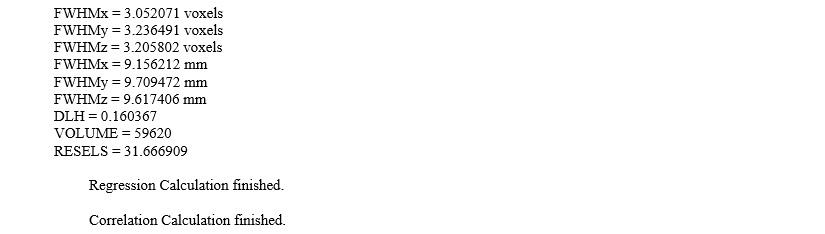 FWHMx = 3.052071 voxels
FWHMy = 3.236491 voxels
FWHMz = 3.205802 voxels
FWHMx = 9.156212 mm
FWHMy = 9.709472 mm
FWHMz = 9.617406 mm
DLH = 0.160367
VOLUME = 59620
RESELS = 31.666909
Regression Calculation finished.
Correlation Calculation finished.